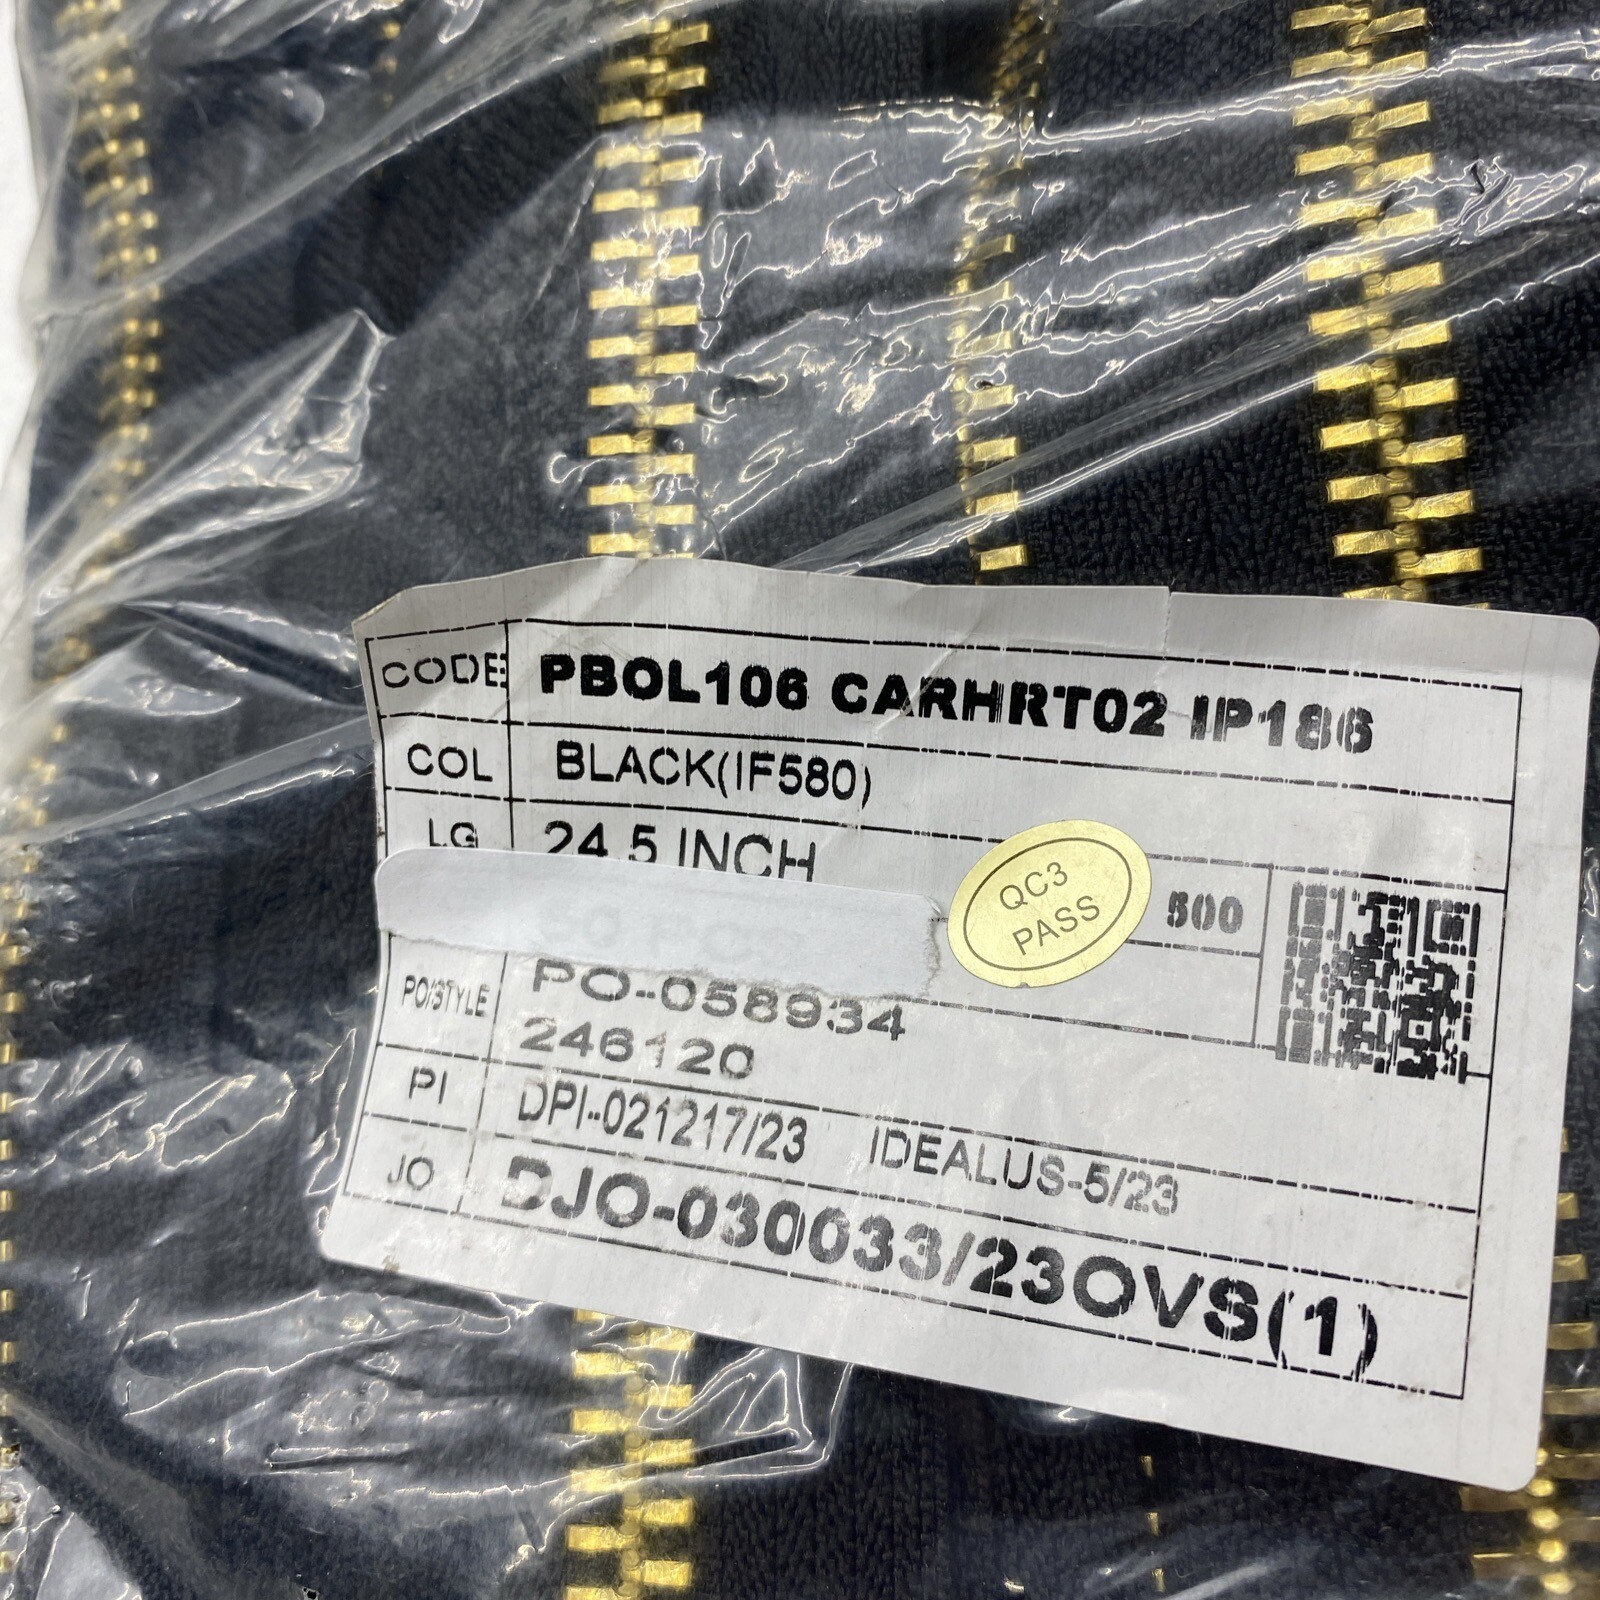 CODE PBOL106 CARHRT02 IP186
COL BLACK(IF580)
LG 24.5 INCH
QC3
PASS
500
PO/STYLE PO-058934
246120
PI DPI-021217/23 IDEALUS-5/23
JO DJO-030033/23OVS(1)